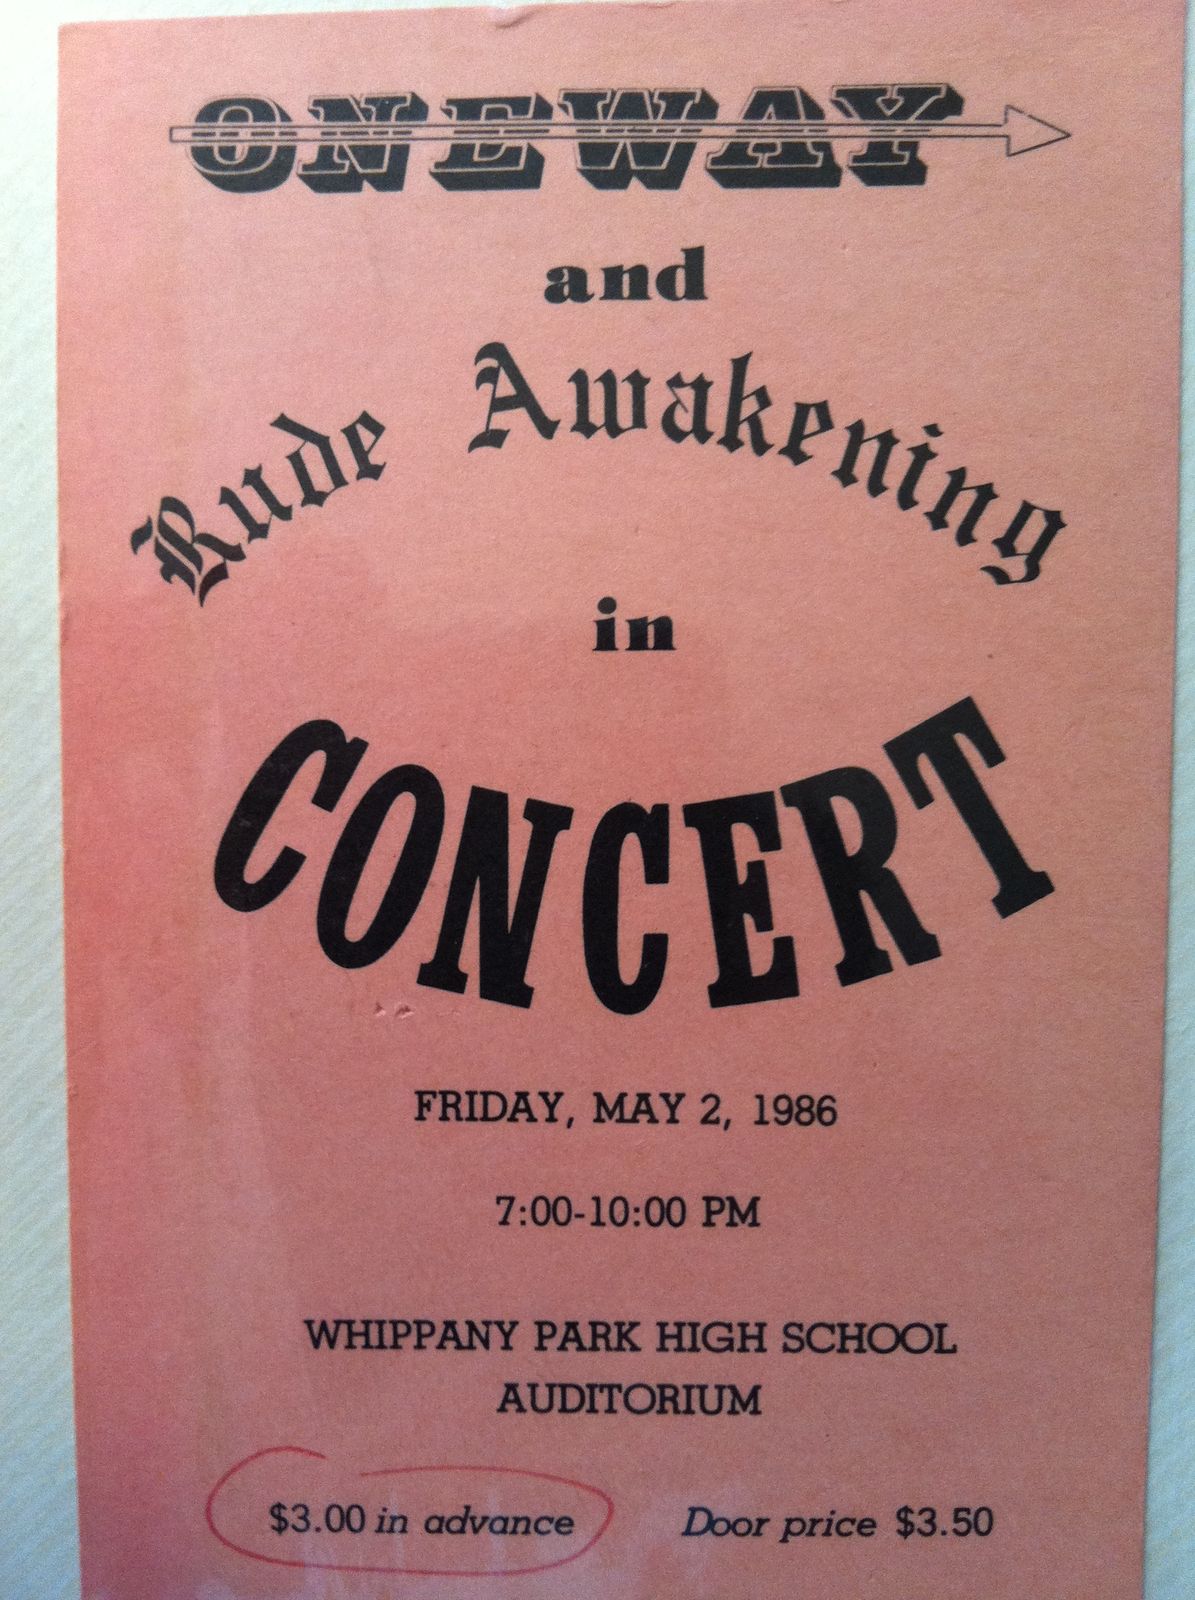 ONEWAY
and
Rude Awakening
in
CONCERT
FRIDAY, MAY 2, 1986
7:00-10:00 PM
WHIPPANY PARK HIGH SCHOOL
AUDITORIUM
$3.00 in advance Door price $3.50